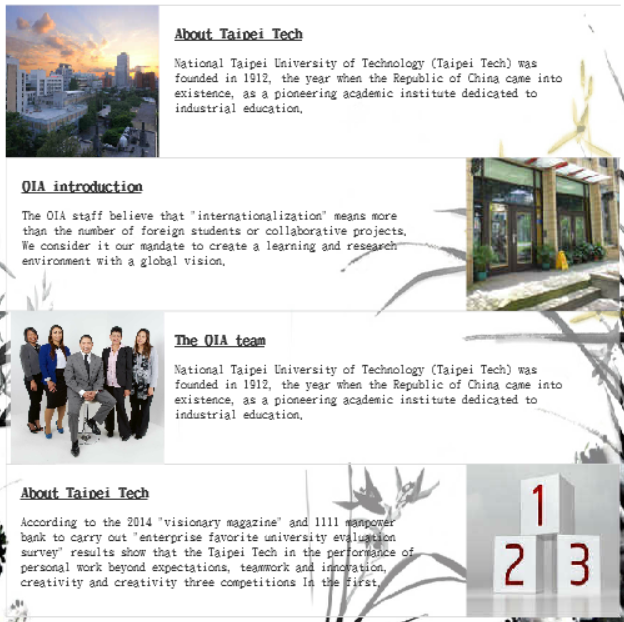 About Taipei Tech
National Taipei University of Technology (Taipei Tech) was
founded in 1912, the year when the Republic of China came into
existence, as a pioneering academic institute dedicated to
industrial education.
OIA introduction
The OIA staff believe that "internationalization" means more
than the number of foreign students or collaborative projects.
We consider it our mandate to create a learning and research
environment with a global vision.
The OIA team
National Taipei University of Technology (Taipei Tech) was
founded in 1912, the year when the Republic of China came into
existence, as a pioneering academic institute dedicated to
industrial education.
About Taipei Tech
According to the 2014 "visionary magazine" and 1111 manpower
bank to carry out "enterprise favorite university evaluation
survey" results show that the Taipei Tech in the performance of
personal work beyond expectations, teamwork and innovation,
creativity and creativity three competitions In the first.
1
2 3